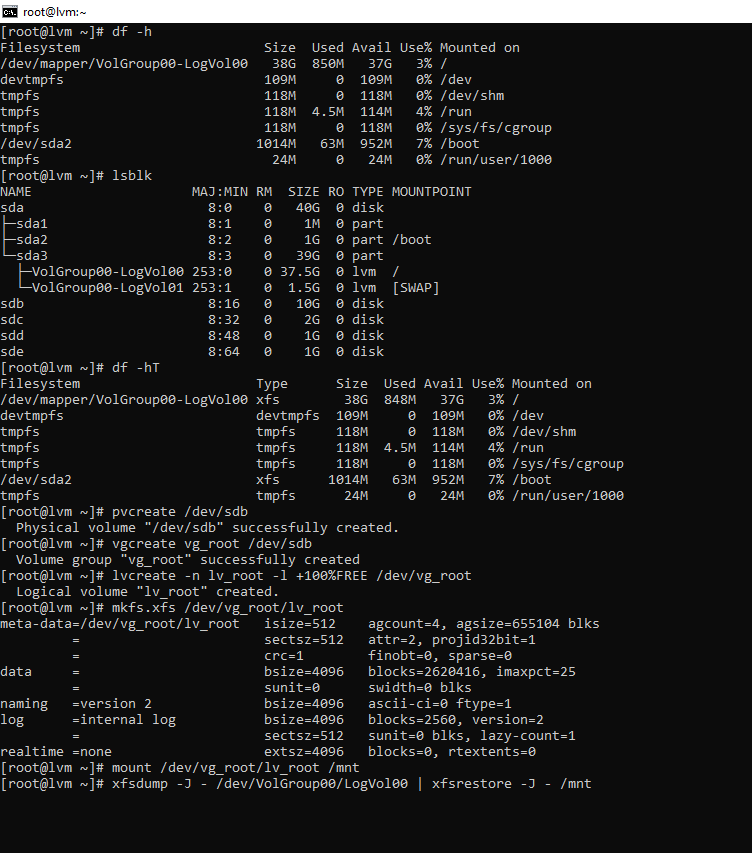 root@lvm:~
[root@lvm ~]# df -h
Filesystem                       Size  Used Avail Use% Mounted on
/dev/mapper/VolGroup00-LogVol00   38G  850M   37G   3% /
devtmpfs                         109M     0  109M   0% /dev
tmpfs                            118M     0  118M   0% /dev/shm
tmpfs                            118M  4.5M  114M   4% /run
tmpfs                            118M     0  118M   0% /sys/fs/cgroup
/dev/sda2                       1014M   63M  952M   7% /boot
tmpfs                             24M     0   24M   0% /run/user/1000
[root@lvm ~]# lsblk
NAME                    MAJ:MIN RM  SIZE RO TYPE MOUNTPOINT
sda                       8:0    0   40G  0 disk
├─sda1                    8:1    0    1M  0 part
├─sda2                    8:2    0    1G  0 part /boot
└─sda3                    8:3    0   39G  0 part
  ├─VolGroup00-LogVol00 253:0    0 37.5G  0 lvm  /
  └─VolGroup00-LogVol01 253:1    0  1.5G  0 lvm  [SWAP]
sdb                       8:16   0   10G  0 disk
sdc                       8:32   0    2G  0 disk
sdd                       8:48   0    1G  0 disk
sde                       8:64   0    1G  0 disk
[root@lvm ~]# df -hT
Filesystem                      Type      Size  Used Avail Use% Mounted on
/dev/mapper/VolGroup00-LogVol00 xfs        38G  848M   37G   3% /
devtmpfs                        devtmpfs  109M     0  109M   0% /dev
tmpfs                           tmpfs     118M     0  118M   0% /dev/shm
tmpfs                           tmpfs     118M  4.5M  114M   4% /run
tmpfs                           tmpfs     118M     0  118M   0% /sys/fs/cgroup
/dev/sda2                       xfs      1014M   63M  952M   7% /boot
tmpfs                           tmpfs      24M     0   24M   0% /run/user/1000
[root@lvm ~]# pvcreate /dev/sdb
  Physical volume "/dev/sdb" successfully created.
[root@lvm ~]# vgcreate vg_root /dev/sdb
  Volume group "vg_root" successfully created
[root@lvm ~]# lvcreate -n lv_root -l +100%FREE /dev/vg_root
  Logical volume "lv_root" created.
[root@lvm ~]# mkfs.xfs /dev/vg_root/lv_root
meta-data=/dev/vg_root/lv_root   isize=512    agcount=4, agsize=655104 blks
         =                       sectsz=512   attr=2, projid32bit=1
         =                       crc=1        finobt=0, sparse=0
data     =                       bsize=4096   blocks=2620416, imaxpct=25
         =                       sunit=0      swidth=0 blks
naming   =version 2              bsize=4096   ascii-ci=0 ftype=1
log      =internal log           bsize=4096   blocks=2560, version=2
         =                       sectsz=512   sunit=0 blks, lazy-count=1
realtime =none                   extsz=4096   blocks=0, rtextents=0
[root@lvm ~]# mount /dev/vg_root/lv_root /mnt
[root@lvm ~]# xfsdump -J - /dev/VolGroup00/LogVol00 | xfsrestore -J - /mnt